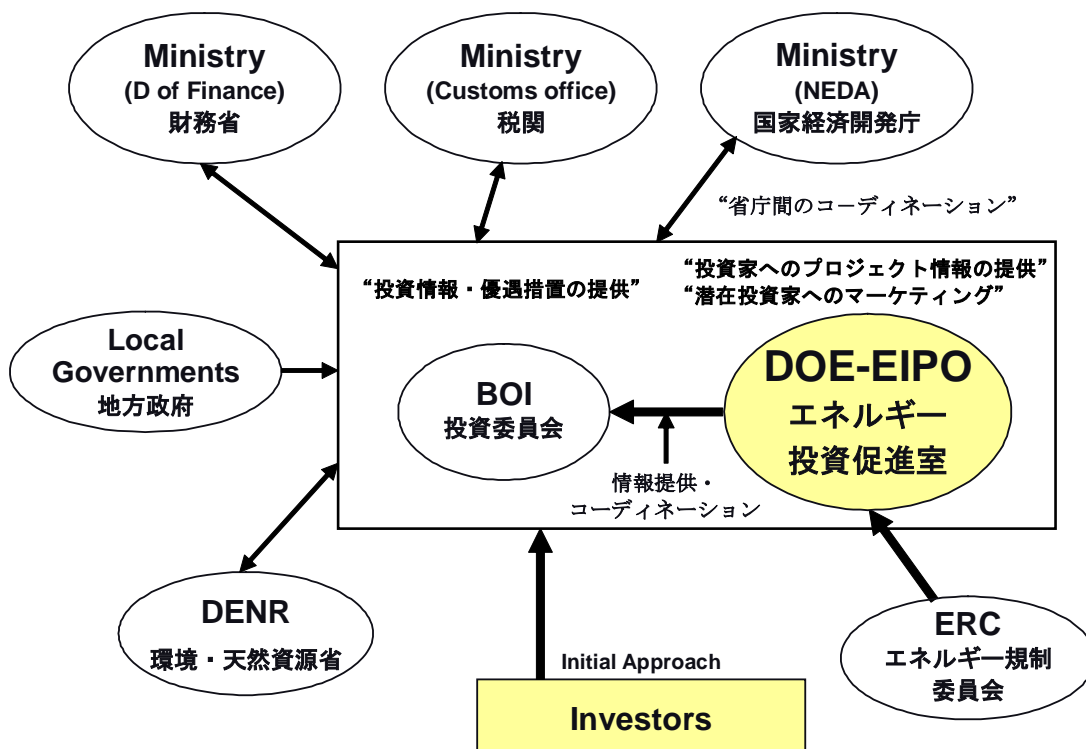 Ministry
(D of Finance)
財務省
Ministry
(Customs office)
税関
Ministry
(NEDA)
国家経済開発庁
“省庁間のコーディネーション”
“投資情報・優遇措置の提供”
“投資家へのプロジェクト情報の提供”
“潜在投資家へのマーケティング”
Local
Governments
地方政府
BOI
投資委員会
DOE-EIPO
エネルギー
投資促進室
情報提供・
コーディネーション
DENR
環境・天然資源省
ERC
エネルギー規制
委員会
Initial Approach
Investors